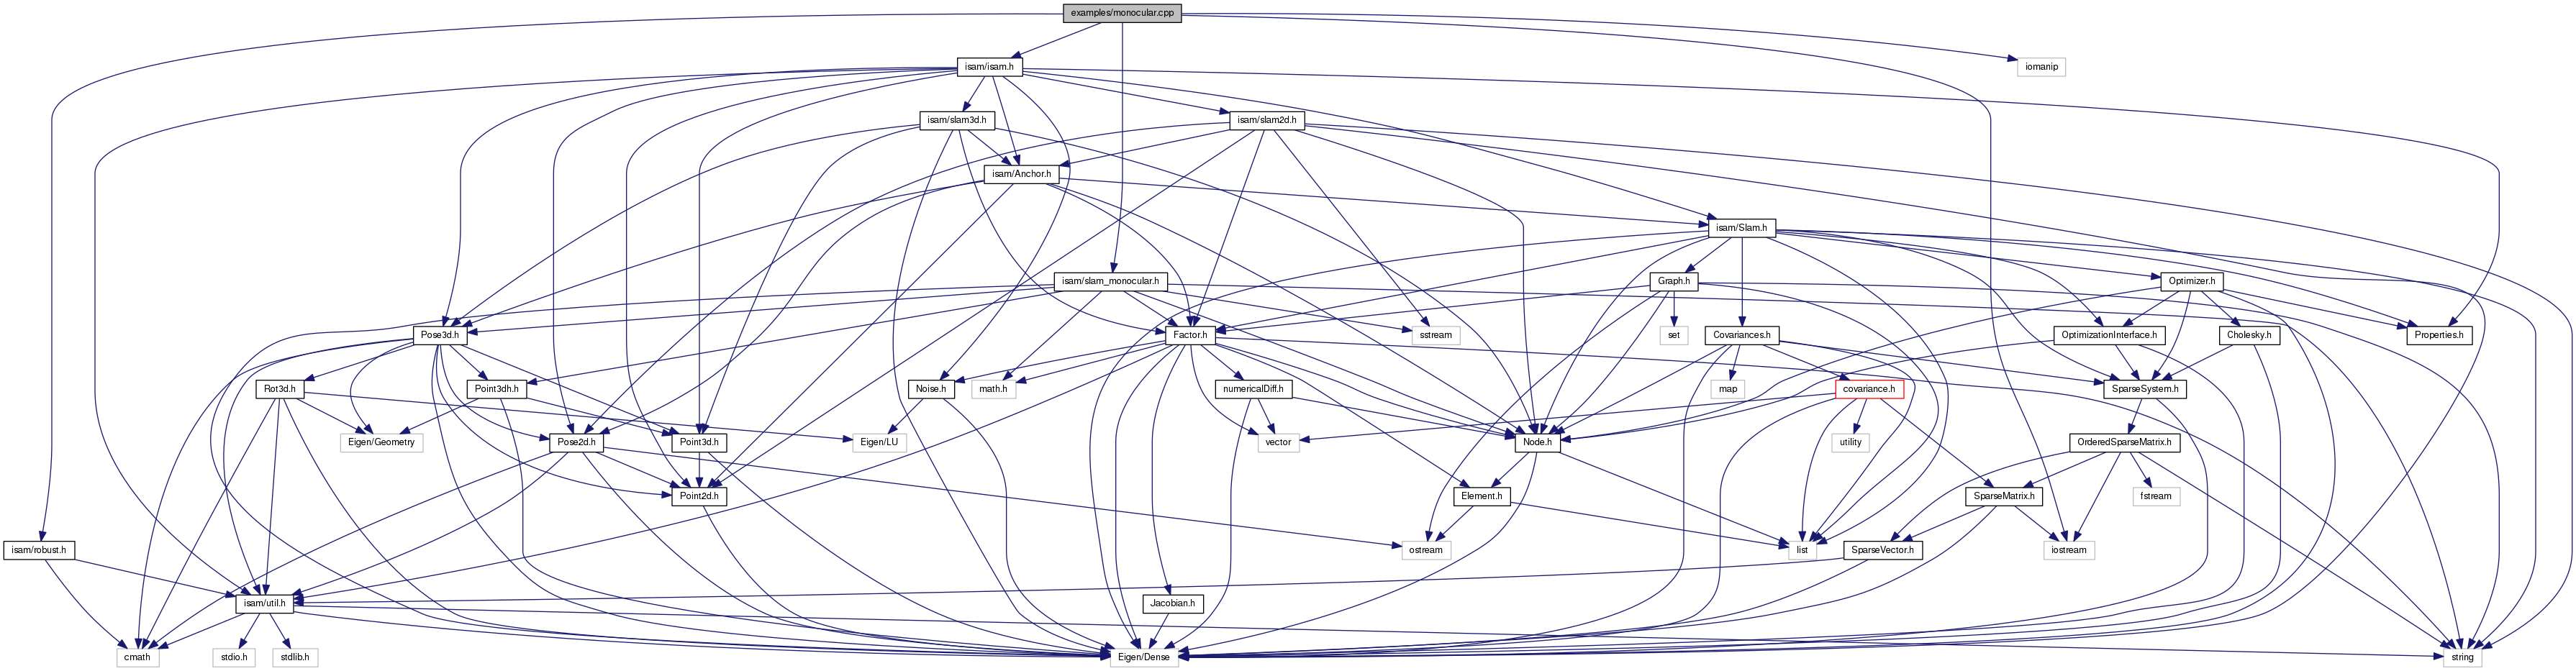 examples/monocular.cpp
isam/isam.h
iomanip
isam/slam3d.h
isam/slam2d.h
isam/Anchor.h
isam/Slam.h
isam/slam_monocular.h
Graph.h
Optimizer.h
Pose3d.h
Factor.h
sstream
set
Covariances.h
OptimizationInterface.h
Cholesky.h
Properties.h
Rot3d.h
Point3dh.h
Noise.h
math.h
numericalDiff.h
map
covariance.h
SparseSystem.h
Eigen/Geometry
Pose2d.h
Point3d.h
Eigen/LU
vector
Node.h
utility
OrderedSparseMatrix.h
Point2d.h
Element.h
SparseMatrix.h
fstream
isam/robust.h
ostream
list
SparseVector.h
iostream
isam/util.h
Jacobian.h
cmath
stdio.h
stdlib.h
Eigen/Dense
string